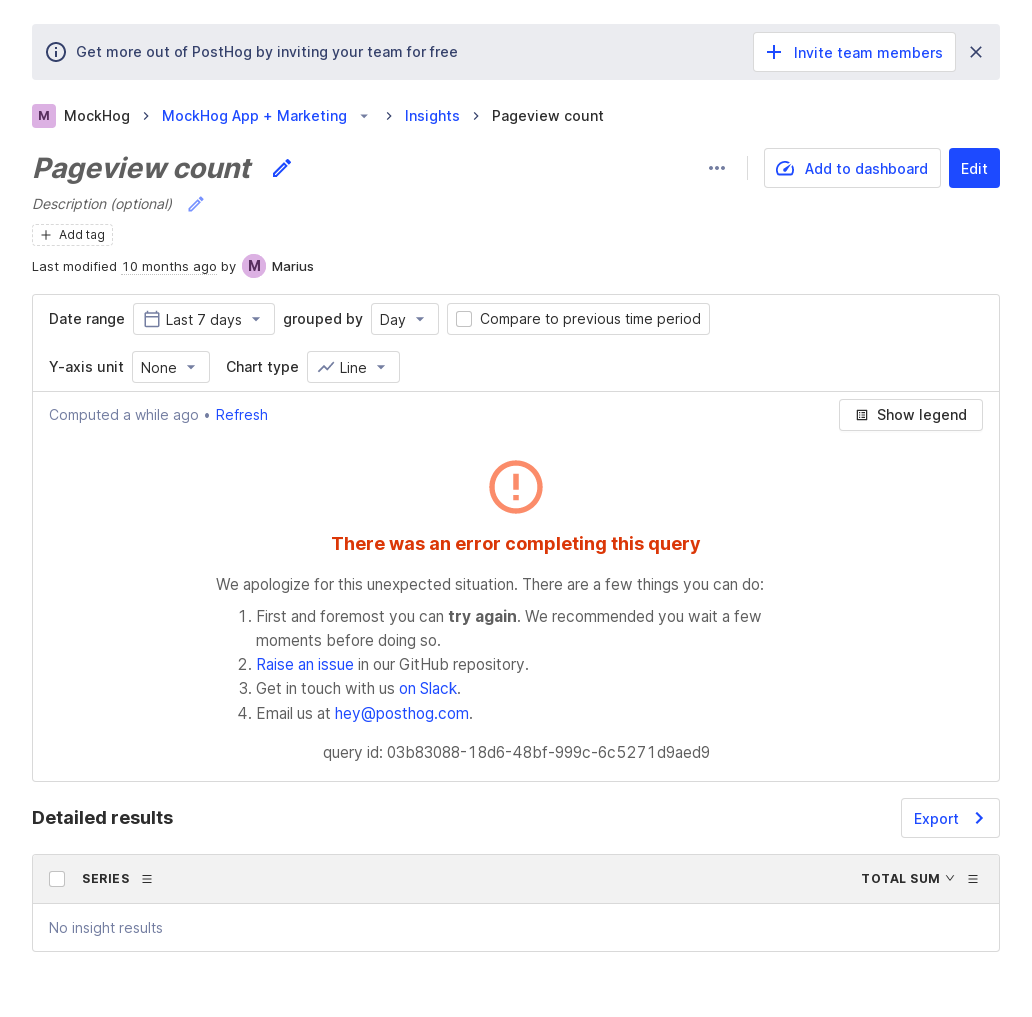 Get more out of PostHog by inviting your team for free
Invite team members
M MockHog > MockHog App + Marketing > Insights > Pageview count
Pageview count
Add to dashboard
Edit
Description (optional)
Add tag
Last modified 10 months ago by M Marius
Date range Last 7 days grouped by Day Compare to previous time period
Y-axis unit None Chart type Line
Computed a while ago • Refresh
Show legend
There was an error completing this query
We apologize for this unexpected situation. There are a few things you can do:
1. First and foremost you can try again. We recommended you wait a few
moments before doing so.
2. Raise an issue in our GitHub repository.
3. Get in touch with us on Slack.
4. Email us at hey@posthog.com.
query id: 03b83088-18d6-48bf-999c-6c5271d9aed9
Detailed results
Export
SERIES TOTAL SUM
No insight results